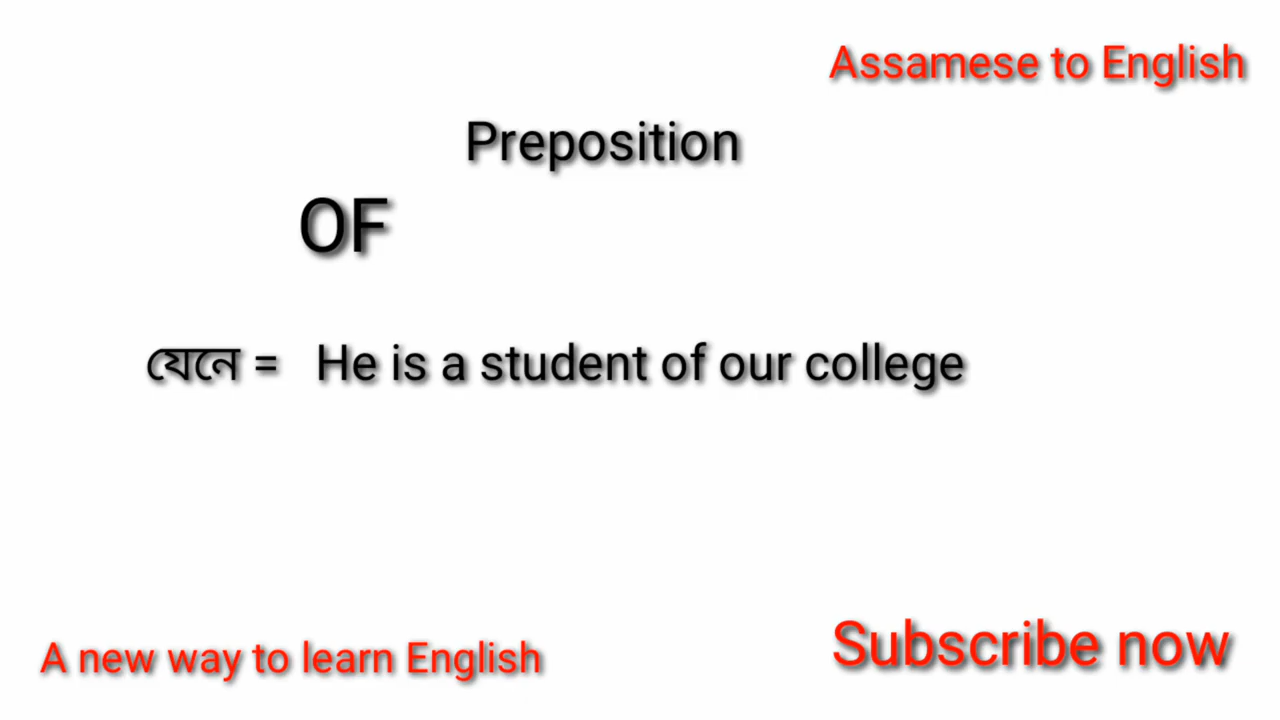 Assamese to English
Preposition
OF
যেনে = He is a student of our college
A new way to learn English
Subscribe now